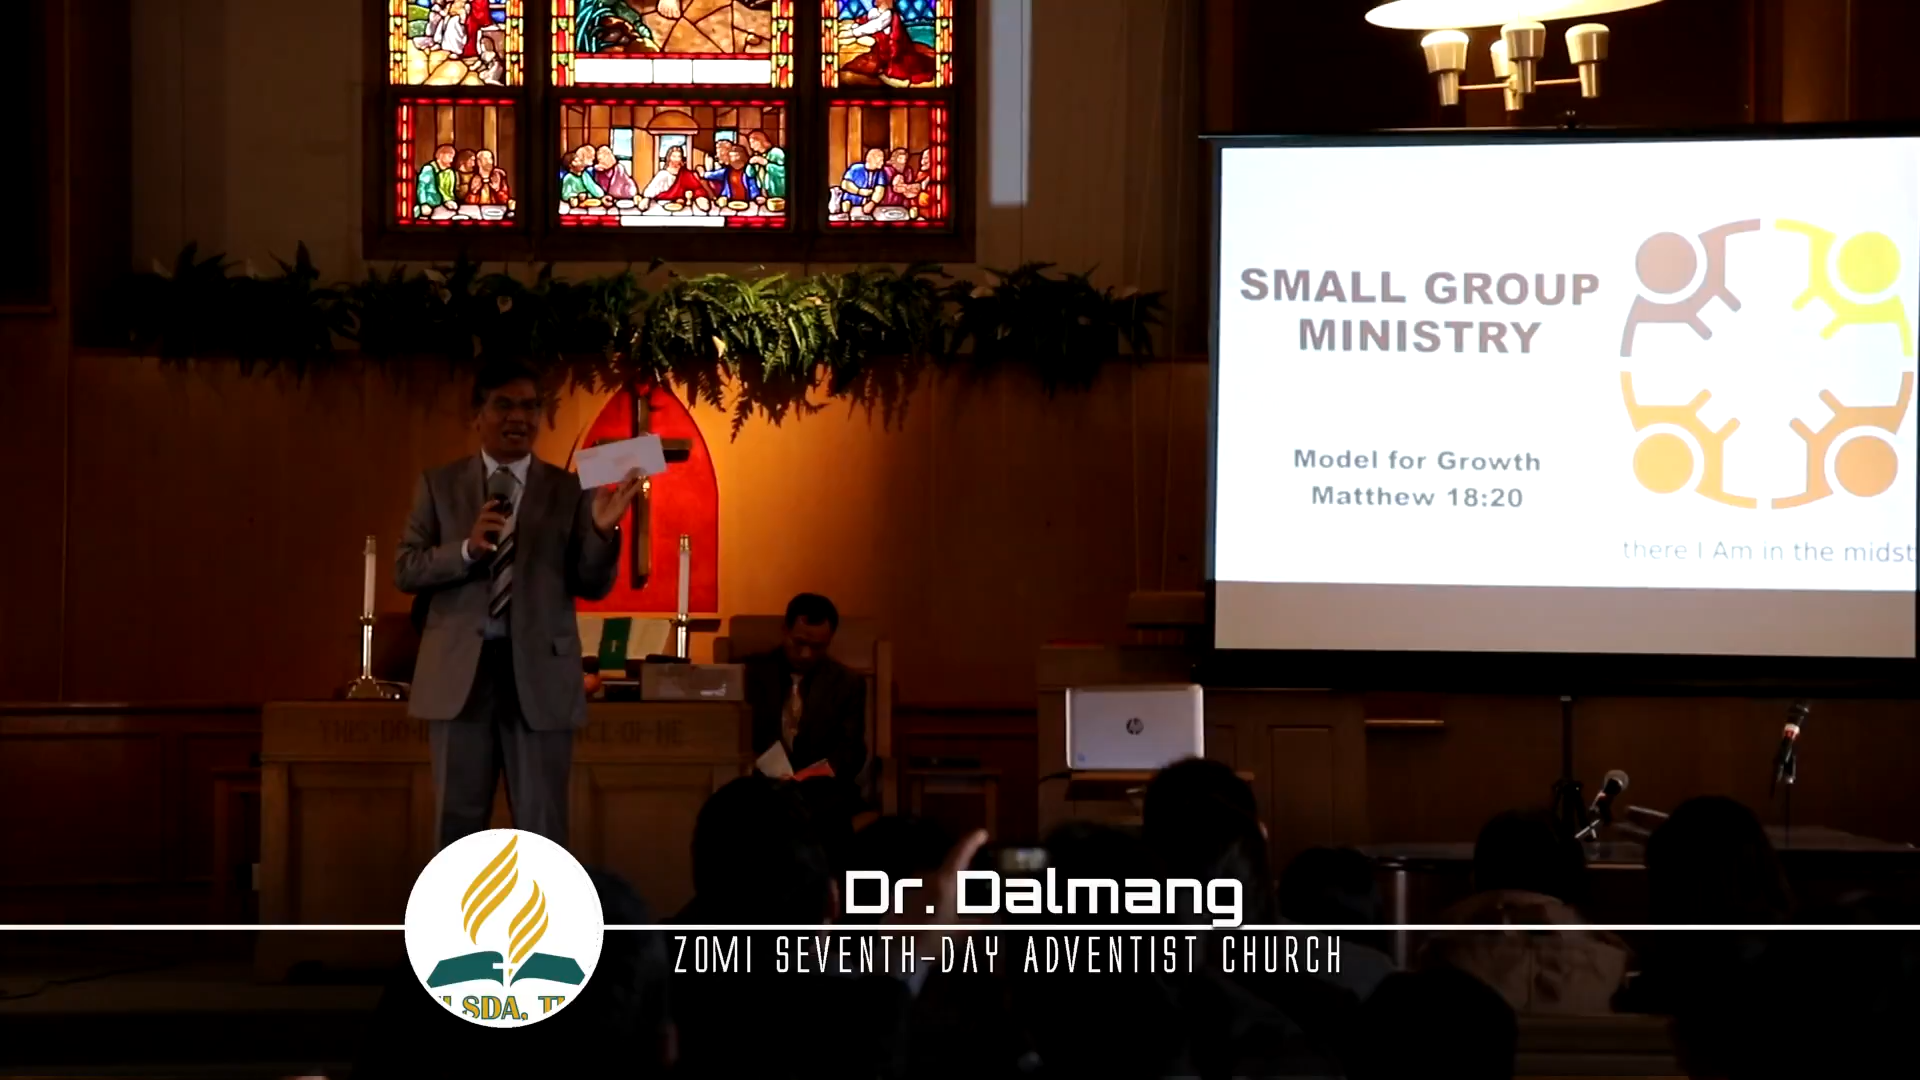 SMALL GROUP
MINISTRY
Model for Growth
Matthew 18:20
there I Am in the midst
hp
Dr. Dalmang
ZOMI SEVENTH-DAY ADVENTIST CHURCH
SDA,